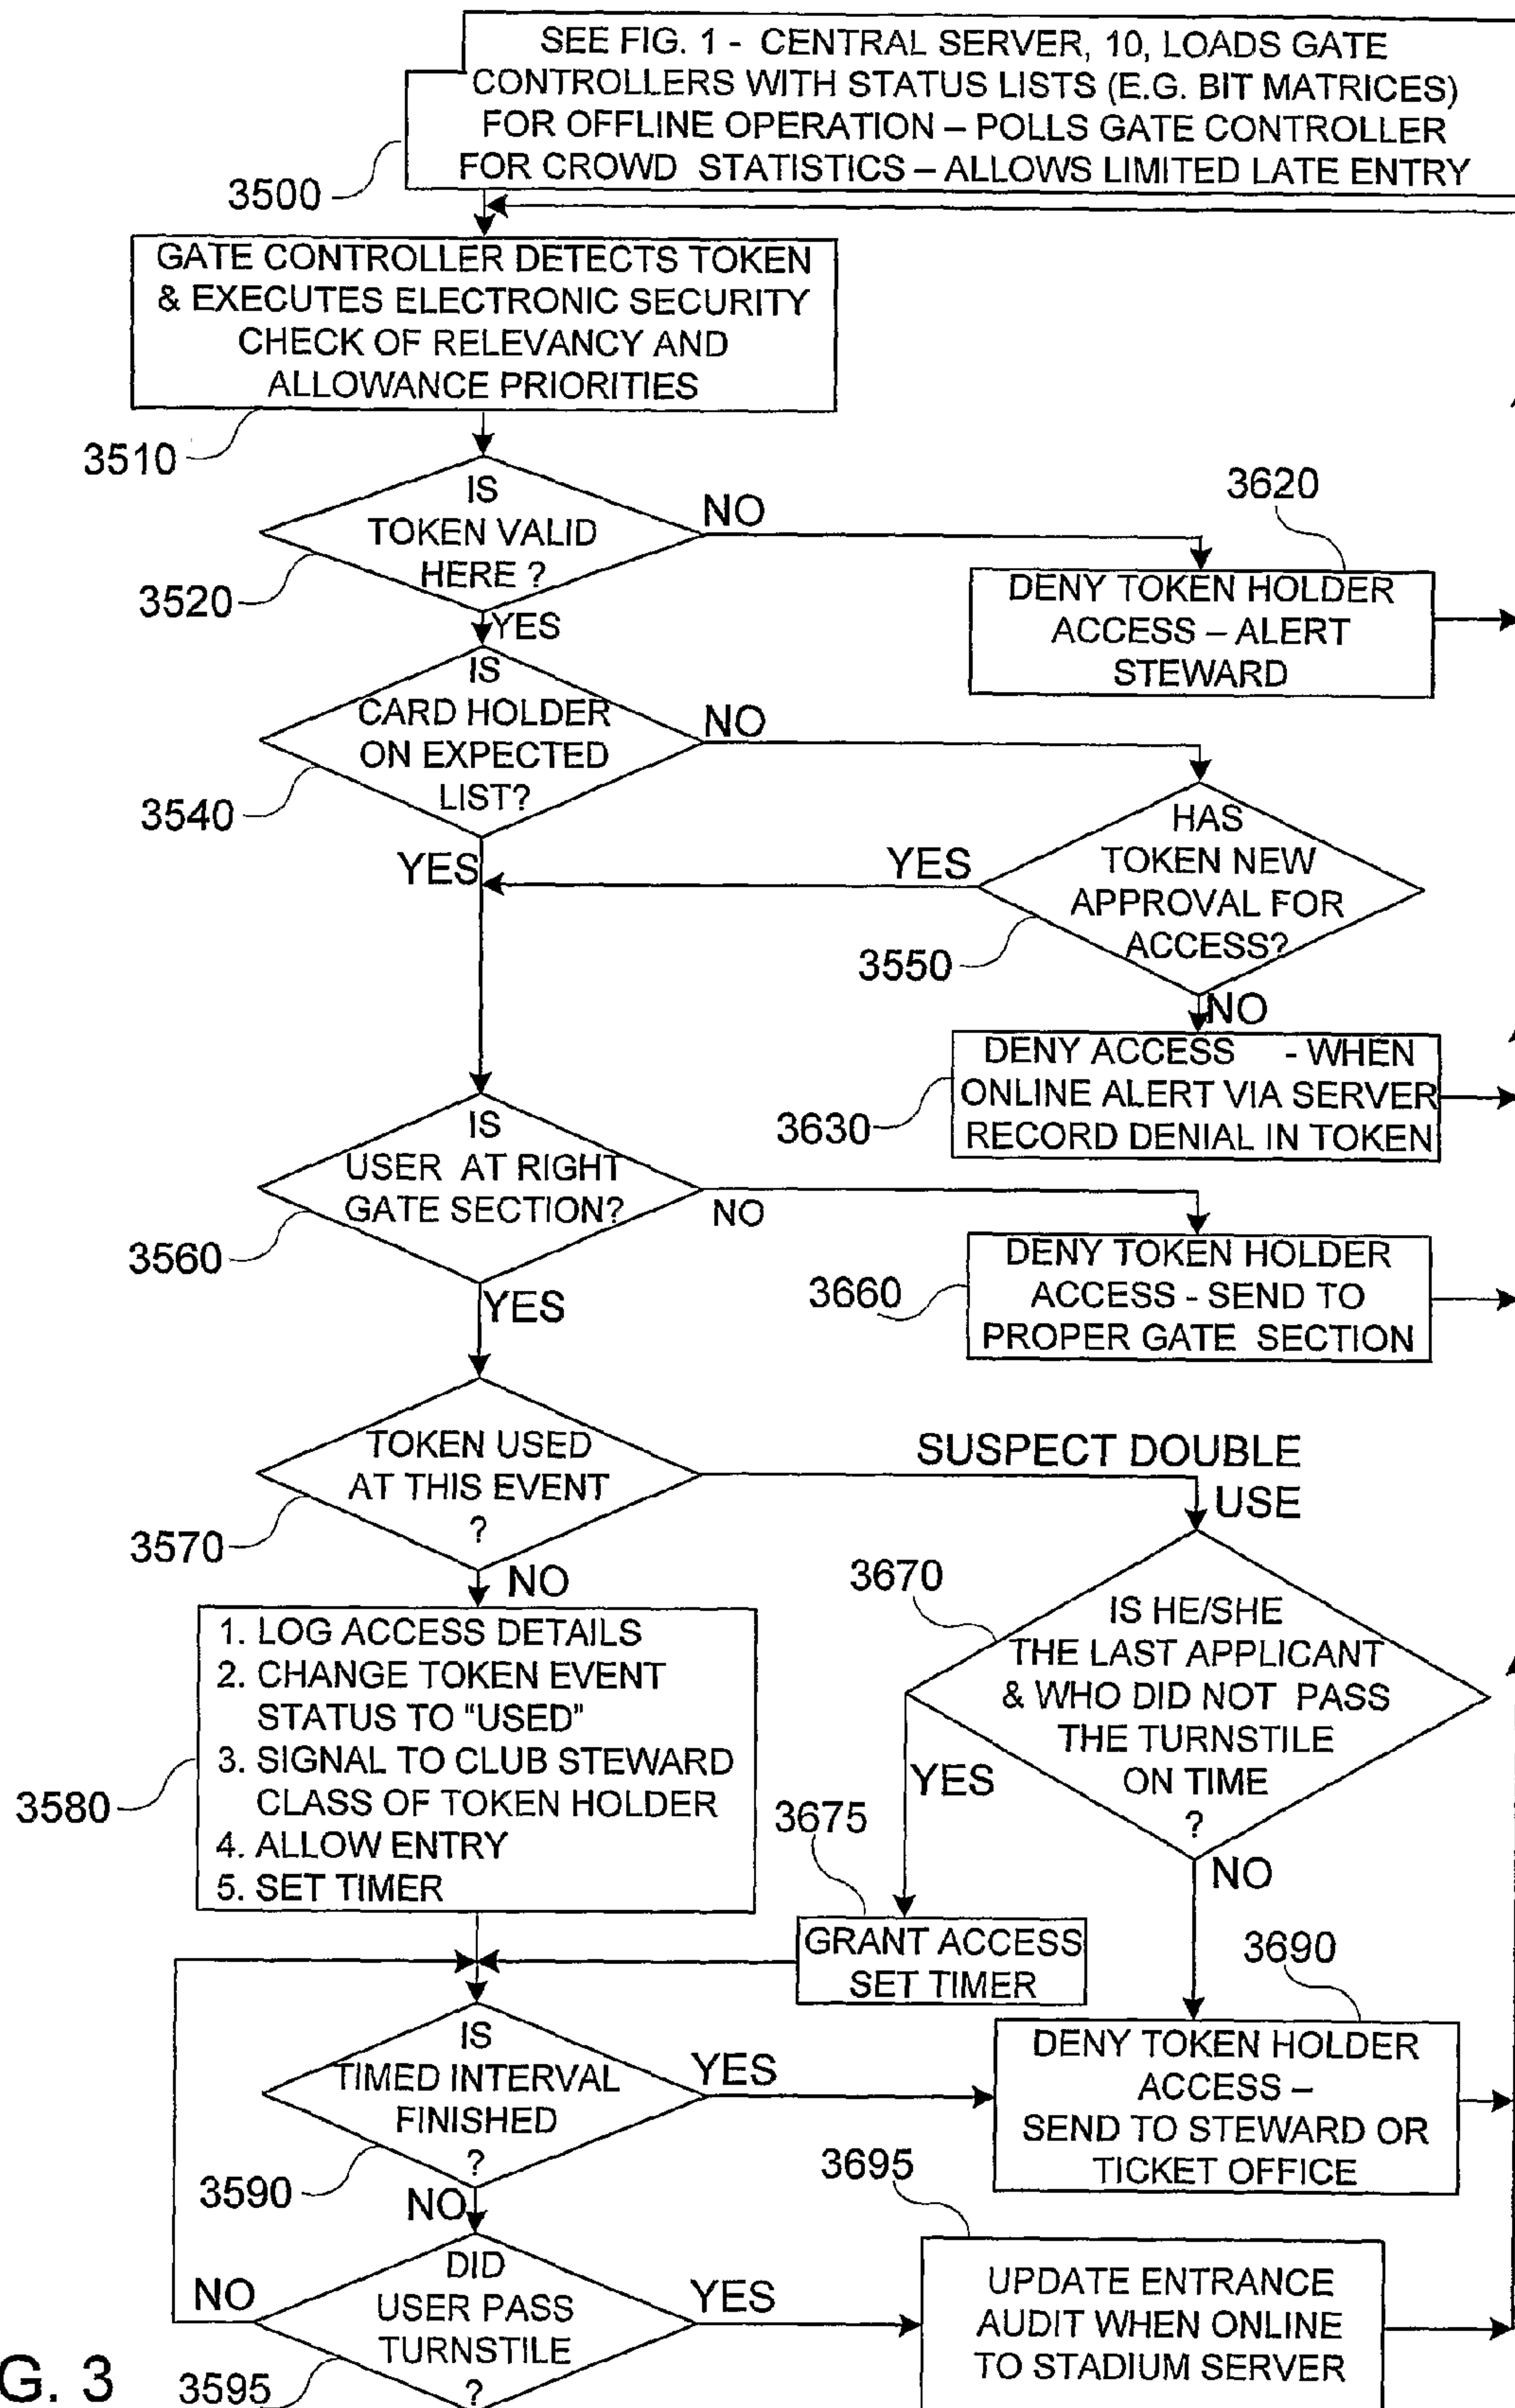 SEE FIG. 1 - CENTRAL SERVER, 10, LOADS GATE
CONTROLLERS WITH STATUS LISTS (E.G. BIT MATRICES)
FOR OFFLINE OPERATION – POLLS GATE CONTROLLER
FOR CROWD STATISTICS – ALLOWS LIMITED LATE ENTRY
3500
GATE CONTROLLER DETECTS TOKEN
& EXECUTES ELECTRONIC SECURITY
CHECK OF RELEVANCY AND
ALLOWANCE PRIORITIES
3510
IS
TOKEN VALID
HERE ?
3520
NO
YES
3620
DENY TOKEN HOLDER
ACCESS – ALERT
STEWARD
IS
CARD HOLDER
ON EXPECTED
LIST?
3540
NO
YES
HAS
TOKEN NEW
APPROVAL FOR
ACCESS?
3550
YES
NO
DENY ACCESS - WHEN
ONLINE ALERT VIA SERVER
RECORD DENIAL IN TOKEN
3630
IS
USER AT RIGHT
GATE SECTION?
3560
NO
YES
DENY TOKEN HOLDER
ACCESS - SEND TO
PROPER GATE SECTION
3660
TOKEN USED
AT THIS EVENT
?
3570
SUSPECT DOUBLE
USE
NO
1. LOG ACCESS DETAILS
2. CHANGE TOKEN EVENT
STATUS TO "USED"
3. SIGNAL TO CLUB STEWARD
CLASS OF TOKEN HOLDER
4. ALLOW ENTRY
5. SET TIMER
3580
3670
IS HE/SHE
THE LAST APPLICANT
& WHO DID NOT PASS
THE TURNSTILE
ON TIME
?
YES
NO
3675
GRANT ACCESS
SET TIMER
3690
DENY TOKEN HOLDER
ACCESS –
SEND TO STEWARD OR
TICKET OFFICE
IS
TIMED INTERVAL
FINISHED
?
3590
YES
NO
3695
DID
USER PASS
TURNSTILE
?
3595
NO
YES
UPDATE ENTRANCE
AUDIT WHEN ONLINE
TO STADIUM SERVER
G. 3